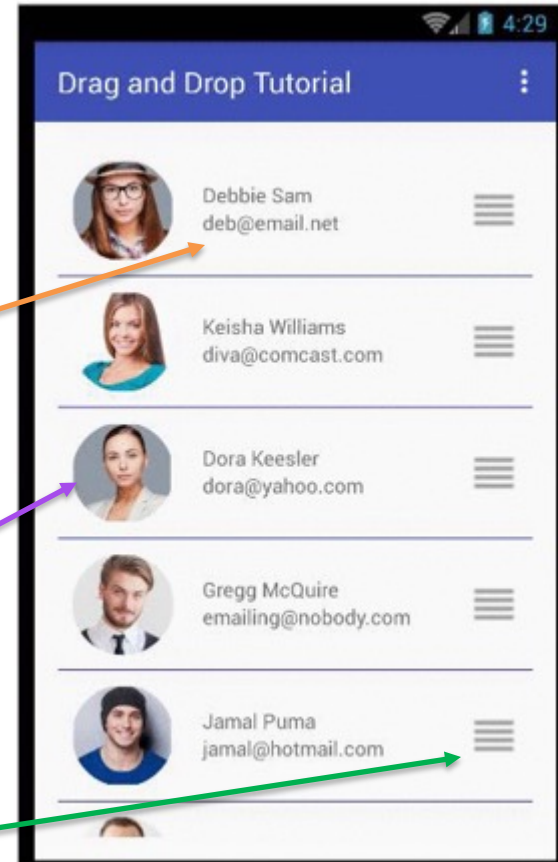 4:29
Drag and Drop Tutorial
Debbie Sam
deb@email.net
Keisha Williams
diva@comcast.com
Dora Keesler
dora@yahoo.com
Gregg McQuire
emailing@nobody.com
Jamal Puma
jamal@hotmail.com